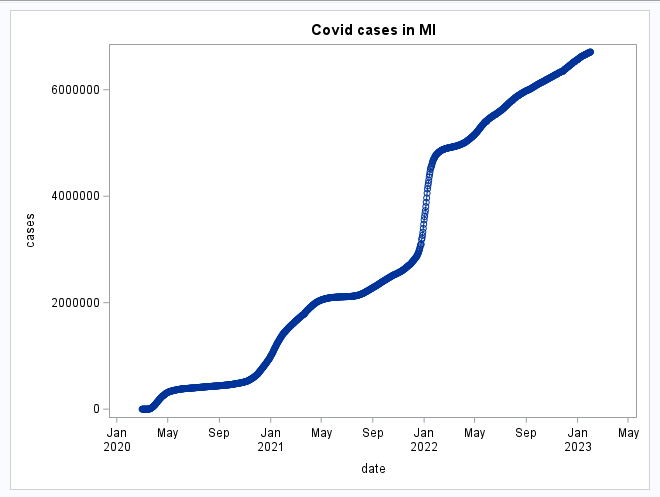 Covid cases in MI
6000000
4000000
2000000
0
cases
Jan May Sep Jan May Sep Jan May Sep Jan May
2020 2021 2022 2023
date